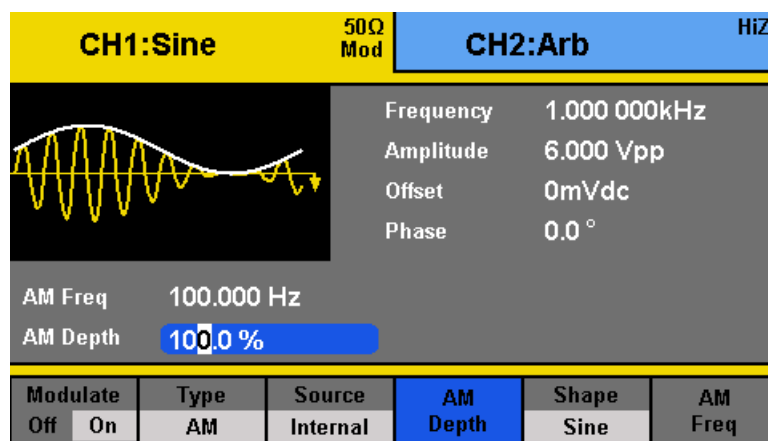 CH1:Sine
50Ω
Mod
CH2:Arb
HiZ
Frequency 1.000 000kHz
Amplitude 6.000 Vpp
Offset 0mVdc
Phase 0.0 °
AM Freq 100.000 Hz
AM Depth 100.0 %
Modulate Type Source AM Shape AM
Off On AM Internal Depth Sine Freq